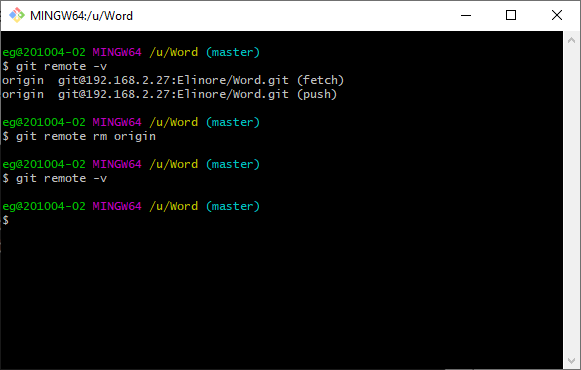 MINGW64:/u/Word
eg@201004-02 MINGW64 /u/Word (master)
$ git remote -v
origin  git@192.168.2.27:Elinore/Word.git (fetch)
origin  git@192.168.2.27:Elinore/Word.git (push)
eg@201004-02 MINGW64 /u/Word (master)
$ git remote rm origin
eg@201004-02 MINGW64 /u/Word (master)
$ git remote -v
eg@201004-02 MINGW64 /u/Word (master)
$